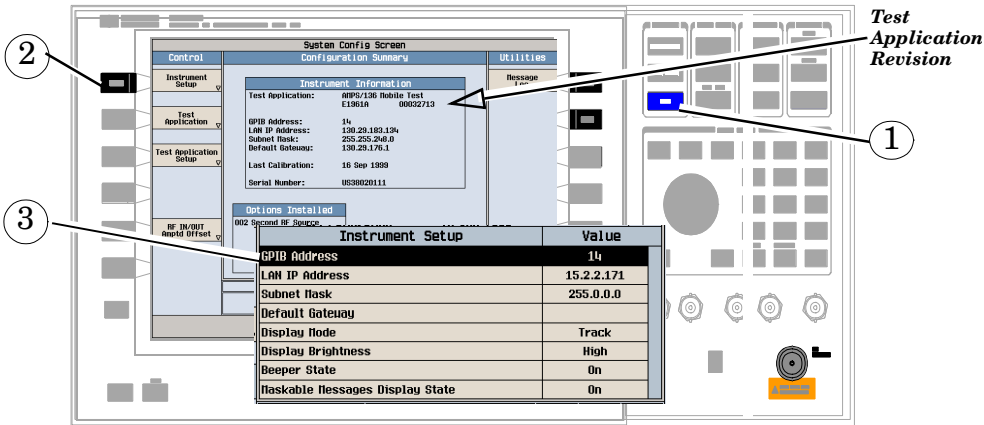 2
Test
Application
Revision
System Config Screen
Control
Configuration Summary
Utilities
Instrument
Setup
Instrument Information
Message
Test Application:
AMPS/136 Mobile Test
E1961A 00032713
Test
Application
GPIB Address:
14
LAN IP Address:
130.29.183.134
Subnet Mask:
255.255.248.0
Default Gateway:
130.29.176.1
1
Test Application
Setup
Last Calibration:
16 Sep 1999
Serial Number:
US38020111
3
Options Installed
002 Second RF Source
RF IN/OUT
Amptd Offset
Instrument Setup Value
GPIB Address 14
LAN IP Address 15.2.2.171
Subnet Mask 255.0.0.0
Default Gateway
Display Mode Track
Display Brightness High
Beeper State On
Maskable Messages Display State On